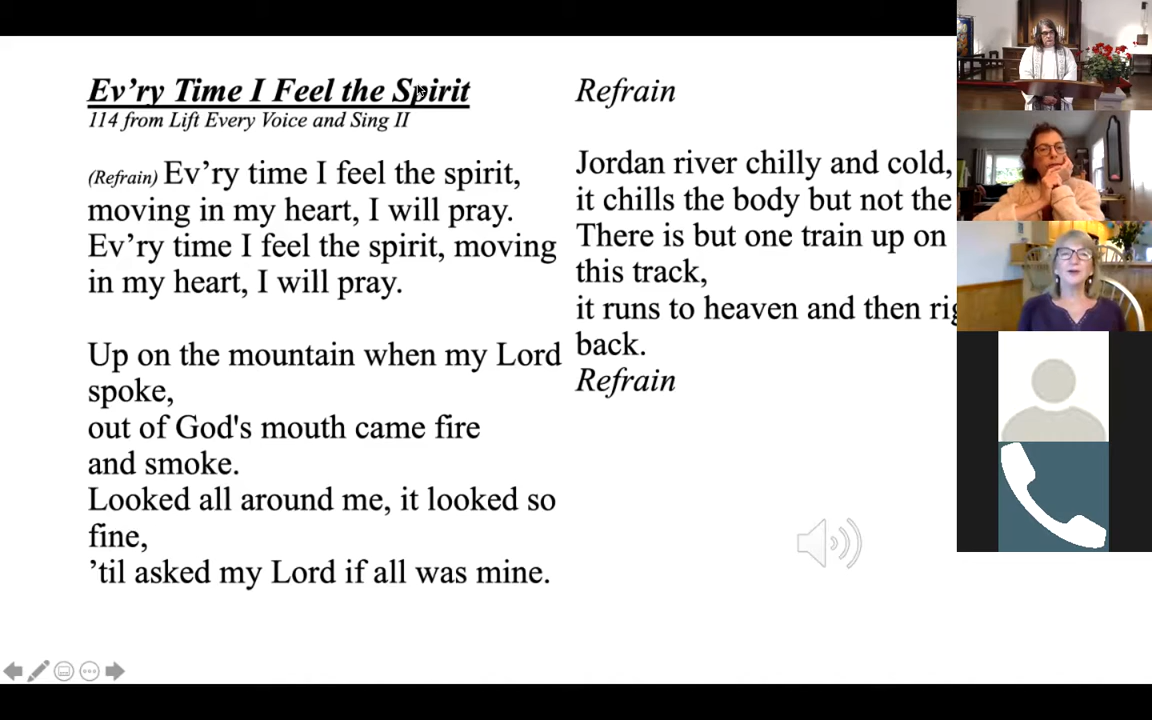 Ev’ry Time I Feel the Spirit
114 from Lift Every Voice and Sing II
(Refrain) Ev’ry time I feel the spirit,
moving in my heart, I will pray.
Ev’ry time I feel the spirit, moving
in my heart, I will pray.
Up on the mountain when my Lord
spoke,
out of God's mouth came fire
and smoke.
Looked all around me, it looked so
fine,
’til asked my Lord if all was mine.
Refrain
Jordan river chilly and cold,
it chills the body but not the
There is but one train up on
this track,
it runs to heaven and then
back.
Refrain